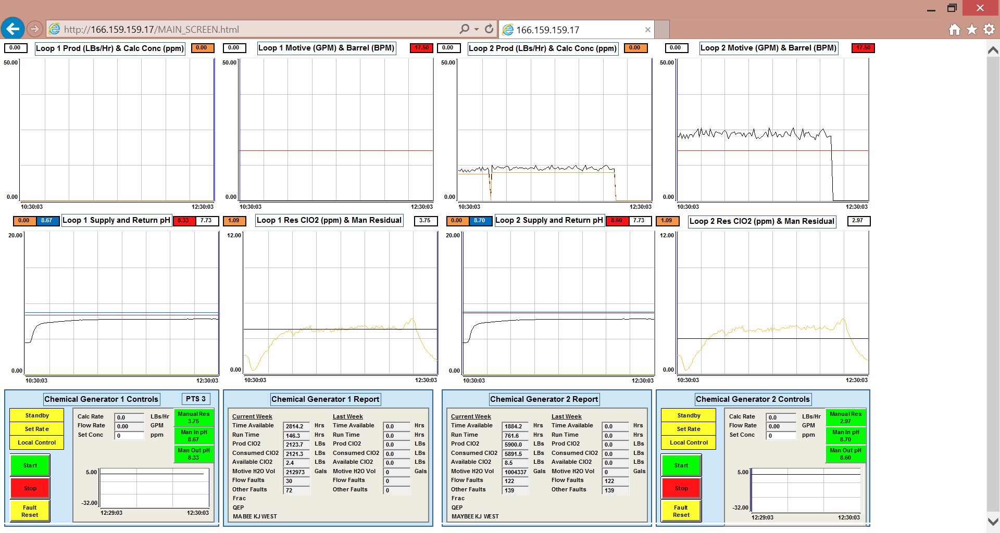 http://166.159.159.17/MAIN_SCREEN.html
166.159.159.17
0.00 Loop 1 Prod (LBs/Hr) & Calc Conc (ppm) 0.00
50.00
0.00
10:30:03 12:30:03
0.00 Loop 1 Motive (GPM) & Barrel (BPM) 17.50
50.00
0.00
10:30:03 12:30:03
0.00 Loop 2 Prod (LBs/Hr) & Calc Conc (ppm) 0.00
50.00
0.00
10:30:03 12:30:03
0.00 Loop 2 Motive (GPM) & Barrel (BPM) 17.50
50.00
0.00
10:30:03 12:30:03
0.00 8.67 Loop 1 Supply and Return pH 8.33 7.73
20.00
0.00
10:30:03 12:30:03
1.09 Loop 1 Res ClO2 (ppm) & Man Residual 3.75
12.00
0.00
10:30:03 12:30:03
0.00 8.70 Loop 2 Supply and Return pH 8.60 7.73
20.00
0.00
10:30:03 12:30:03
1.09 Loop 2 Res ClO2 (ppm) & Man Residual 2.97
12.00
0.00
10:30:03 12:30:03
Chemical Generator 1 Controls PTS 3
Standby
Set Rate
Local Control
Start
Stop
Fault
Reset
Calc Rate 0.0 LBs/Hr
Flow Rate 0.00 GPM
Set Conc 0 ppm
Manual Res
3.75
Man In pH
8.67
Man Out pH
8.33
5.00
-32.00
12:29:03 12:30:03
Chemical Generator 1 Report
Current Week Last Week
Time Available 2814.2 Hrs Time Available 0.0 Hrs
Run Time 146.3 Hrs Run Time 0.0 Hrs
Prod ClO2 2123.7 LBs Prod ClO2 0.0 LBs
Consumed ClO2 2121.3 LBs Consumed ClO2 0.0 LBs
Available ClO2 2.4 LBs Available ClO2 0.0 LBs
Motive H2O Vol 212973 Gals Motive H2O Vol 0 Gals
Flow Faults 30 Flow Faults 0
Other Faults 72 Other Faults 0
Frac
QEP
MABEE KJ WEST
Chemical Generator 2 Report
Current Week Last Week
Time Available 1884.2 Hrs Time Available 0.0 Hrs
Run Time 761.6 Hrs Run Time 0.0 Hrs
Prod ClO2 5900.0 LBs Prod ClO2 0.0 LBs
Consumed ClO2 5891.5 LBs Consumed ClO2 0.0 LBs
Available ClO2 8.5 LBs Available ClO2 0.0 LBs
Motive H2O Vol 1004337 Gals Motive H2O Vol 0 Gals
Flow Faults 122 Flow Faults 122
Other Faults 139 Other Faults 139
Frac
QEP
MAYBEE KJ WEST
Chemical Generator 2 Controls
Standby
Set Rate
Local Control
Start
Stop
Fault
Reset
Calc Rate 0.0 LBs/Hr
Flow Rate 0.00 GPM
Set Conc 0 ppm
Manual Res
2.97
Man In pH
8.70
Man Out pH
8.60
5.00
-32.00
12:29:03 12:30:03